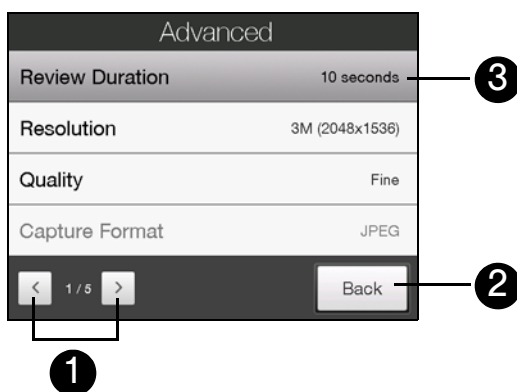 Advanced
Review Duration 10 seconds
3
Resolution 3M (2048x1536)
Quality Fine
Capture Format JPEG
< 1 / 5 > Back
2
1